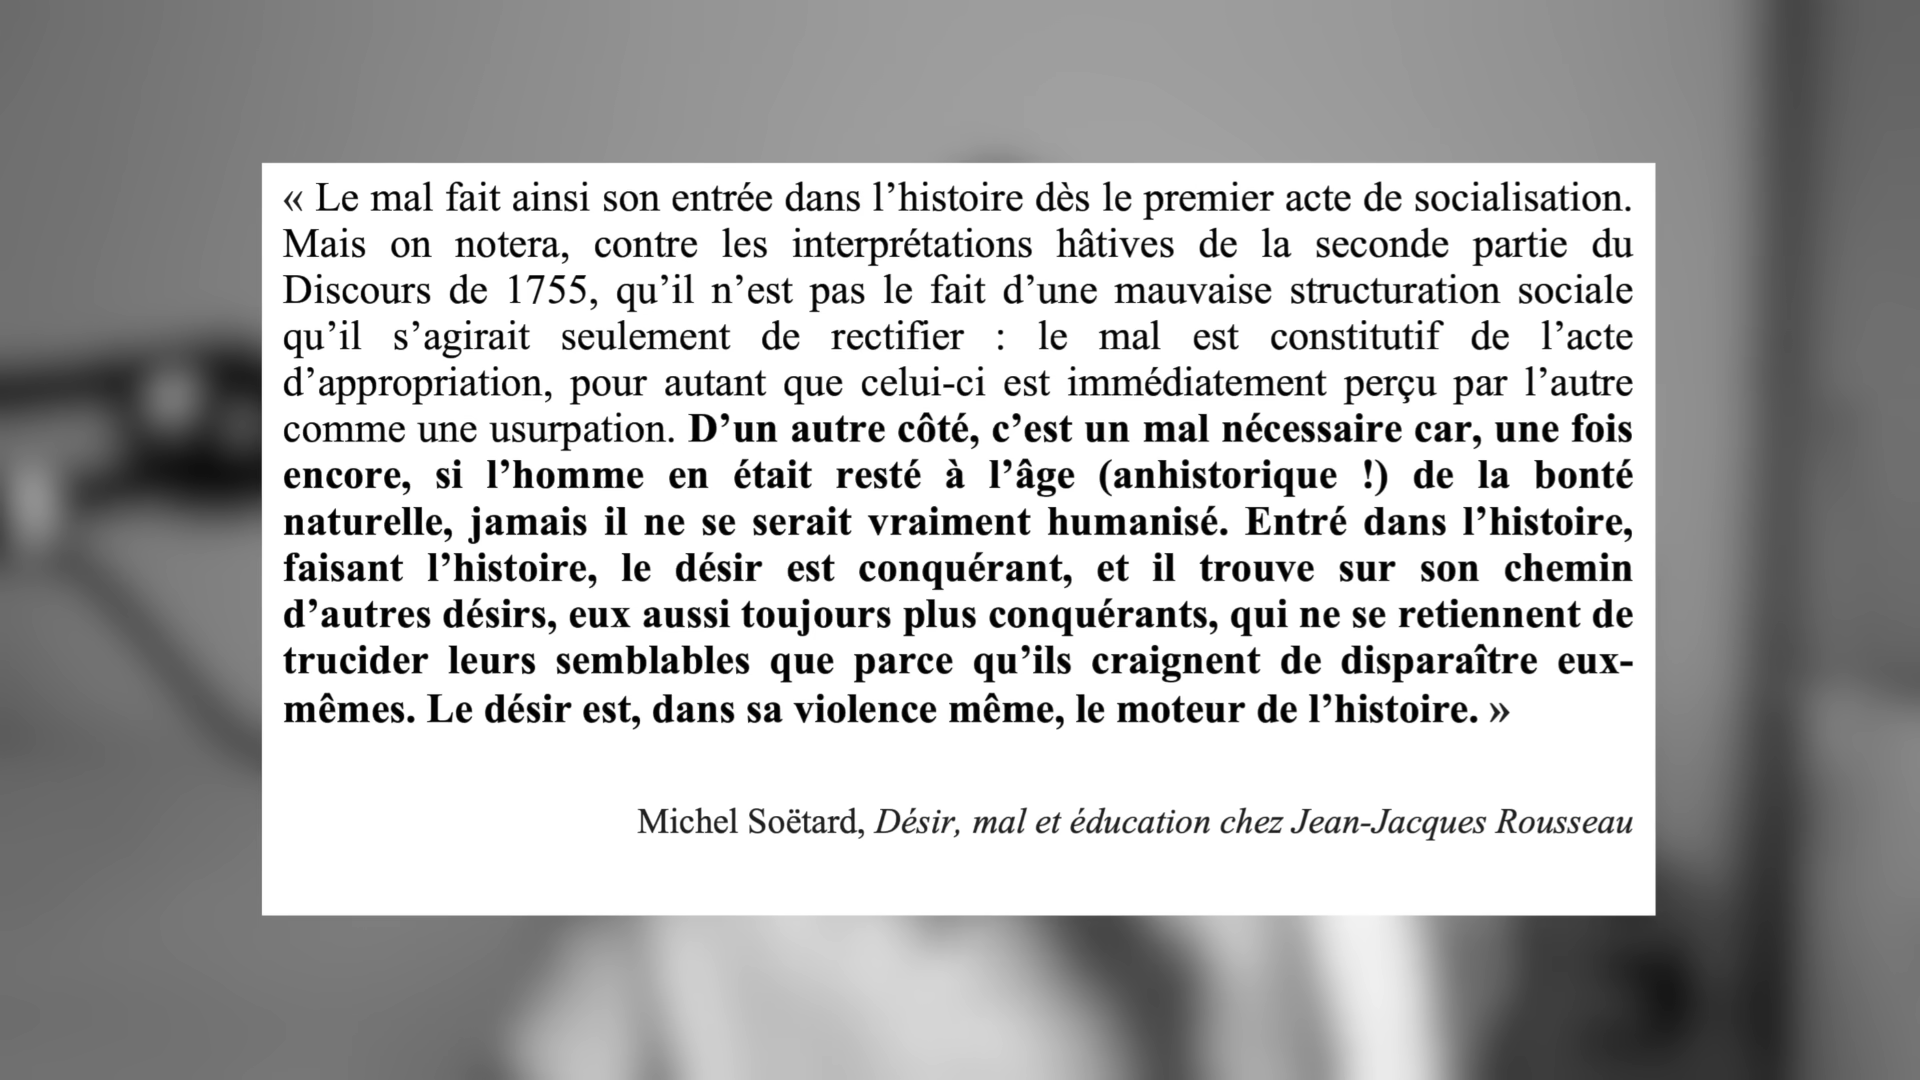 « Le mal fait ainsi son entrée dans l’histoire dès le premier acte de socialisation.
Mais on notera, contre les interprétations hâtives de la seconde partie du
Discours de 1755, qu’il n’est pas le fait d’une mauvaise structuration sociale
qu’il s’agirait seulement de rectifier : le mal est constitutif de l’acte
d’appropriation, pour autant que celui-ci est immédiatement perçu par l’autre
comme une usurpation. D’un autre côté, c’est un mal nécessaire car, une fois
encore, si l’homme en était resté à l’âge (anhistorique !) de la bonté
naturelle, jamais il ne se serait vraiment humanisé. Entré dans l’histoire,
faisant l’histoire, le désir est conquérant, et il trouve sur son chemin
d’autres désirs, eux aussi toujours plus conquérants, qui ne se retiennent de
trucider leurs semblables que parce qu’ils craignent de disparaître eux-
mêmes. Le désir est, dans sa violence même, le moteur de l’histoire. »
Michel Soëtard, Désir, mal et éducation chez Jean-Jacques Rousseau